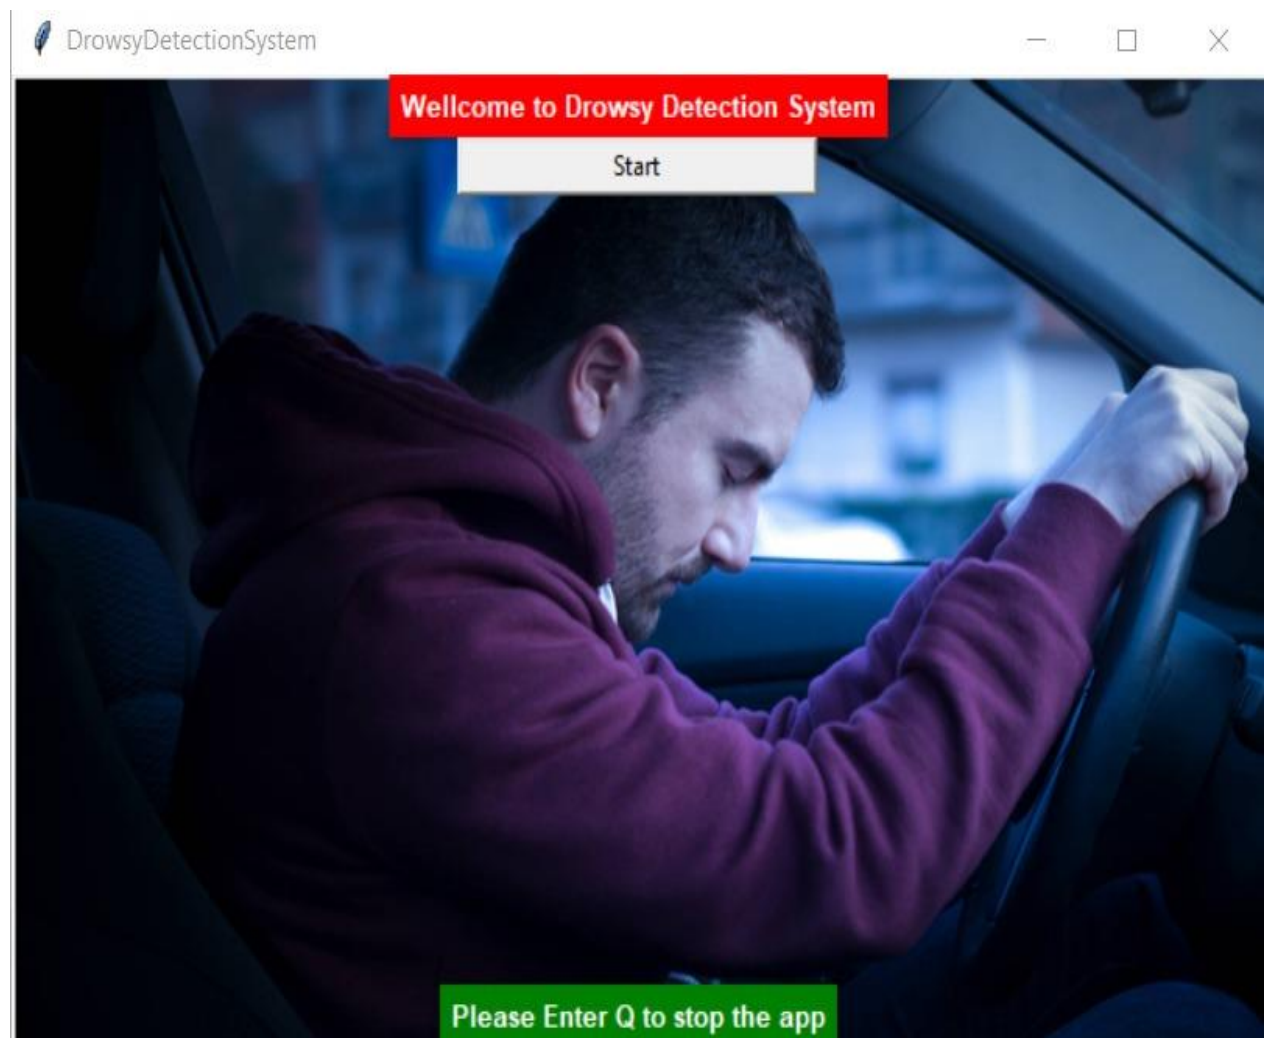 DrowsyDetectionSystem
Wellcome to Drowsy Detection System
Start
Please Enter Q to stop the app